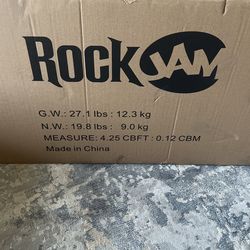 ROCKJAM
G.W.: 27.1 lbs : 12.3 kg
N.W.: 19.8 lbs : 9.0 kg
MEASURE: 4.25 CBFT : 0.12 CBM
Made in China